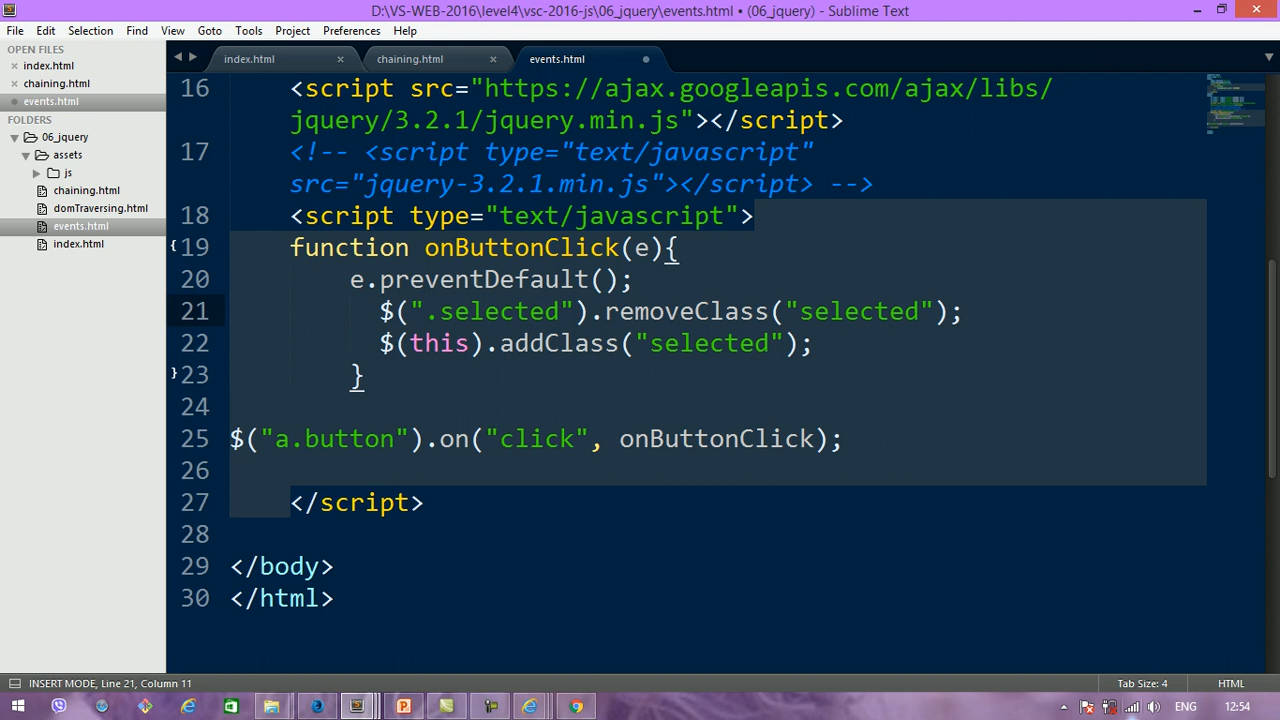 D:\VS-WEB-2016\level4\vsc-2016-js\06_jquery\events.html • (06_jquery) - Sublime Text
File Edit Selection Find View Goto Tools Project Preferences Help
OPEN FILES
index.html
chaining.html
events.html
FOLDERS
06_jquery
assets
js
chaining.html
domTraversing.html
events.html
index.html
index.html chaining.html events.html
16 <script src="https://ajax.googleapis.com/ajax/libs/
jquery/3.2.1/jquery.min.js"></script>
17 <!-- <script type="text/javascript"
src="jquery-3.2.1.min.js"></script> -->
18 <script type="text/javascript">
19 function onButtonClick(e){
20 e.preventDefault();
21 $(".selected").removeClass("selected");
22 $(this).addClass("selected");
23 }
24
25 $("a.button").on("click", onButtonClick);
26
27 </script>
28
29 </body>
30 </html>
INSERT MODE, Line 21, Column 11 Tab Size: 4 HTML
ENG 12:54